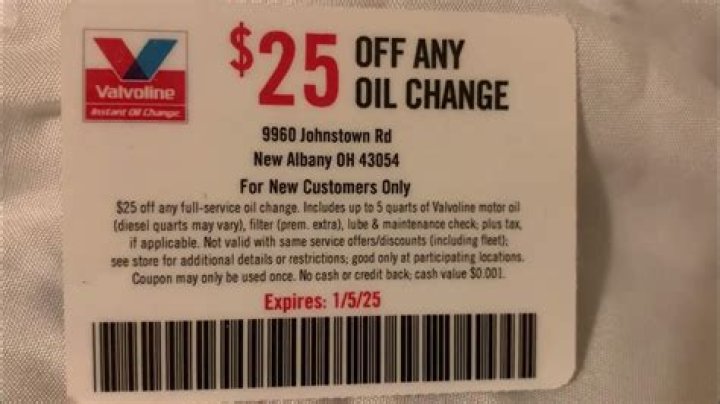 Valvoline
Instant Oil Change
$25 OFF ANY
OIL CHANGE
9960 Johnstown Rd
New Albany OH 43054
For New Customers Only
$25 off any full-service oil change. Includes up to 5 quarts of Valvoline motor oil
(diesel quarts may vary), filter (prem. extra), lube & maintenance check; plus tax,
if applicable. Not valid with same service offers/discounts (including fleet);
see store for additional details or restrictions; good only at participating locations.
Coupon may only be used once. No cash or credit back; cash value $0.001.
Expires: 1/5/25